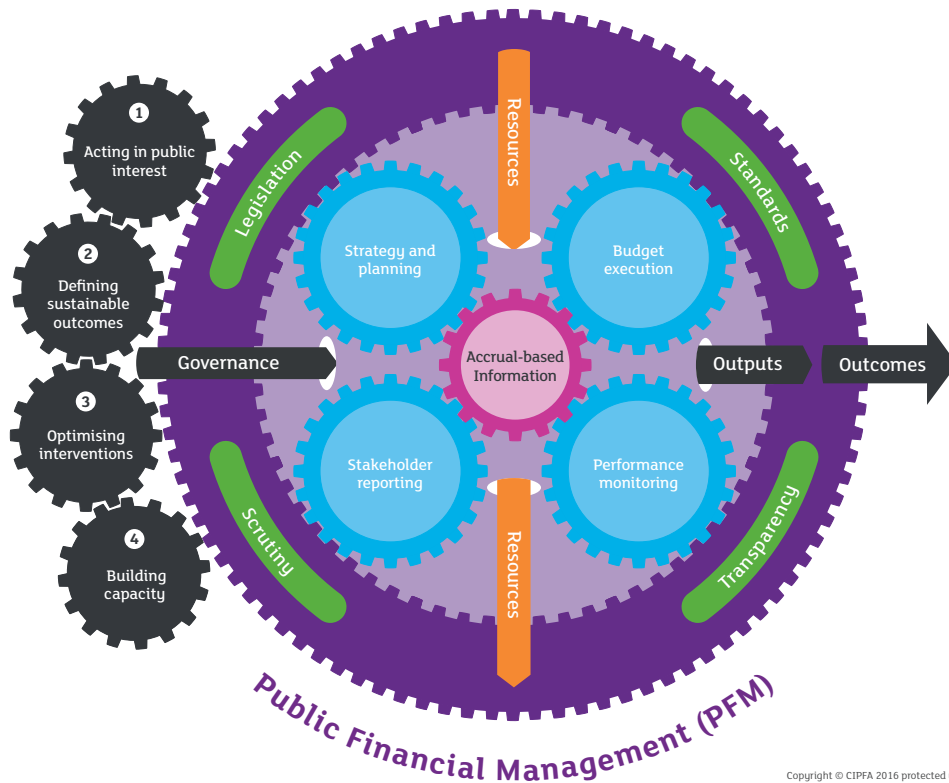 1
Acting in public
interest
2
Defining
sustainable
outcomes
3
Optimising
interventions
4
Building
capacity
Legislation
Resources
Standards
Strategy and
planning
Budget
execution
Governance
Accrual-based
Information
Outputs
Outcomes
Stakeholder
reporting
Performance
monitoring
Scrutiny
Resources
Transparency
Public Financial Management (PFM)
Copyright © CIPFA 2016 protected